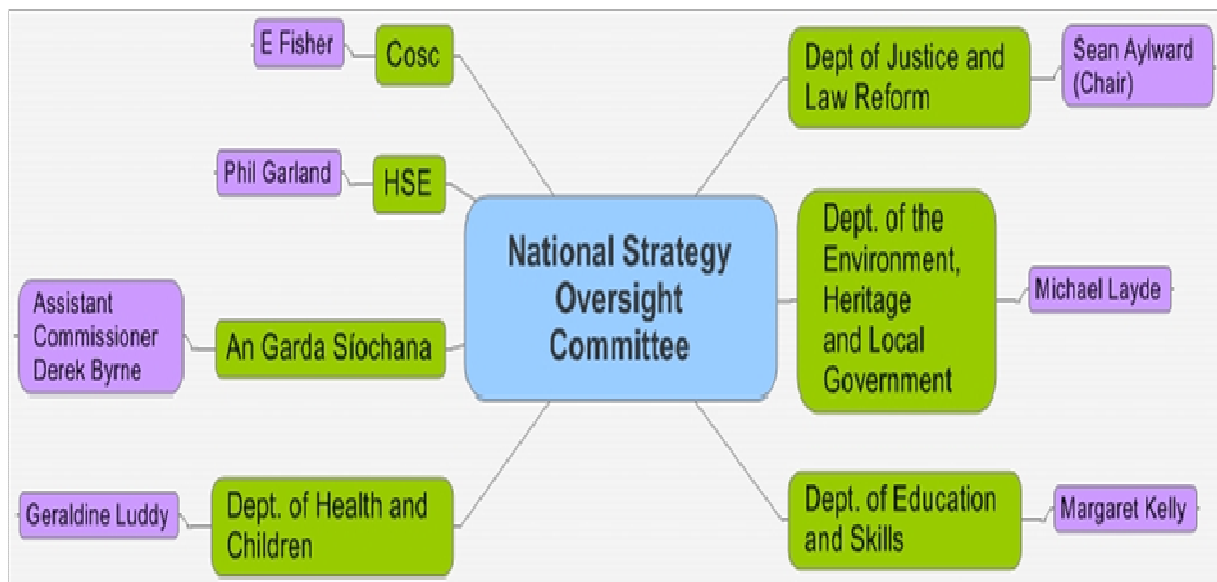 E Fisher
Cosc
Phil Garland
HSE
Assistant
Commissioner
Derek Byrne
An Garda Síochana
Geraldine Luddy
Dept. of Health and
Children
National Strategy
Oversight
Committee
Dept of Justice and
Law Reform
Sean Aylward
(Chair)
Dept. of the
Environment,
Heritage
and Local
Government
Michael Layde
Dept. of Education
and Skills
Margaret Kelly